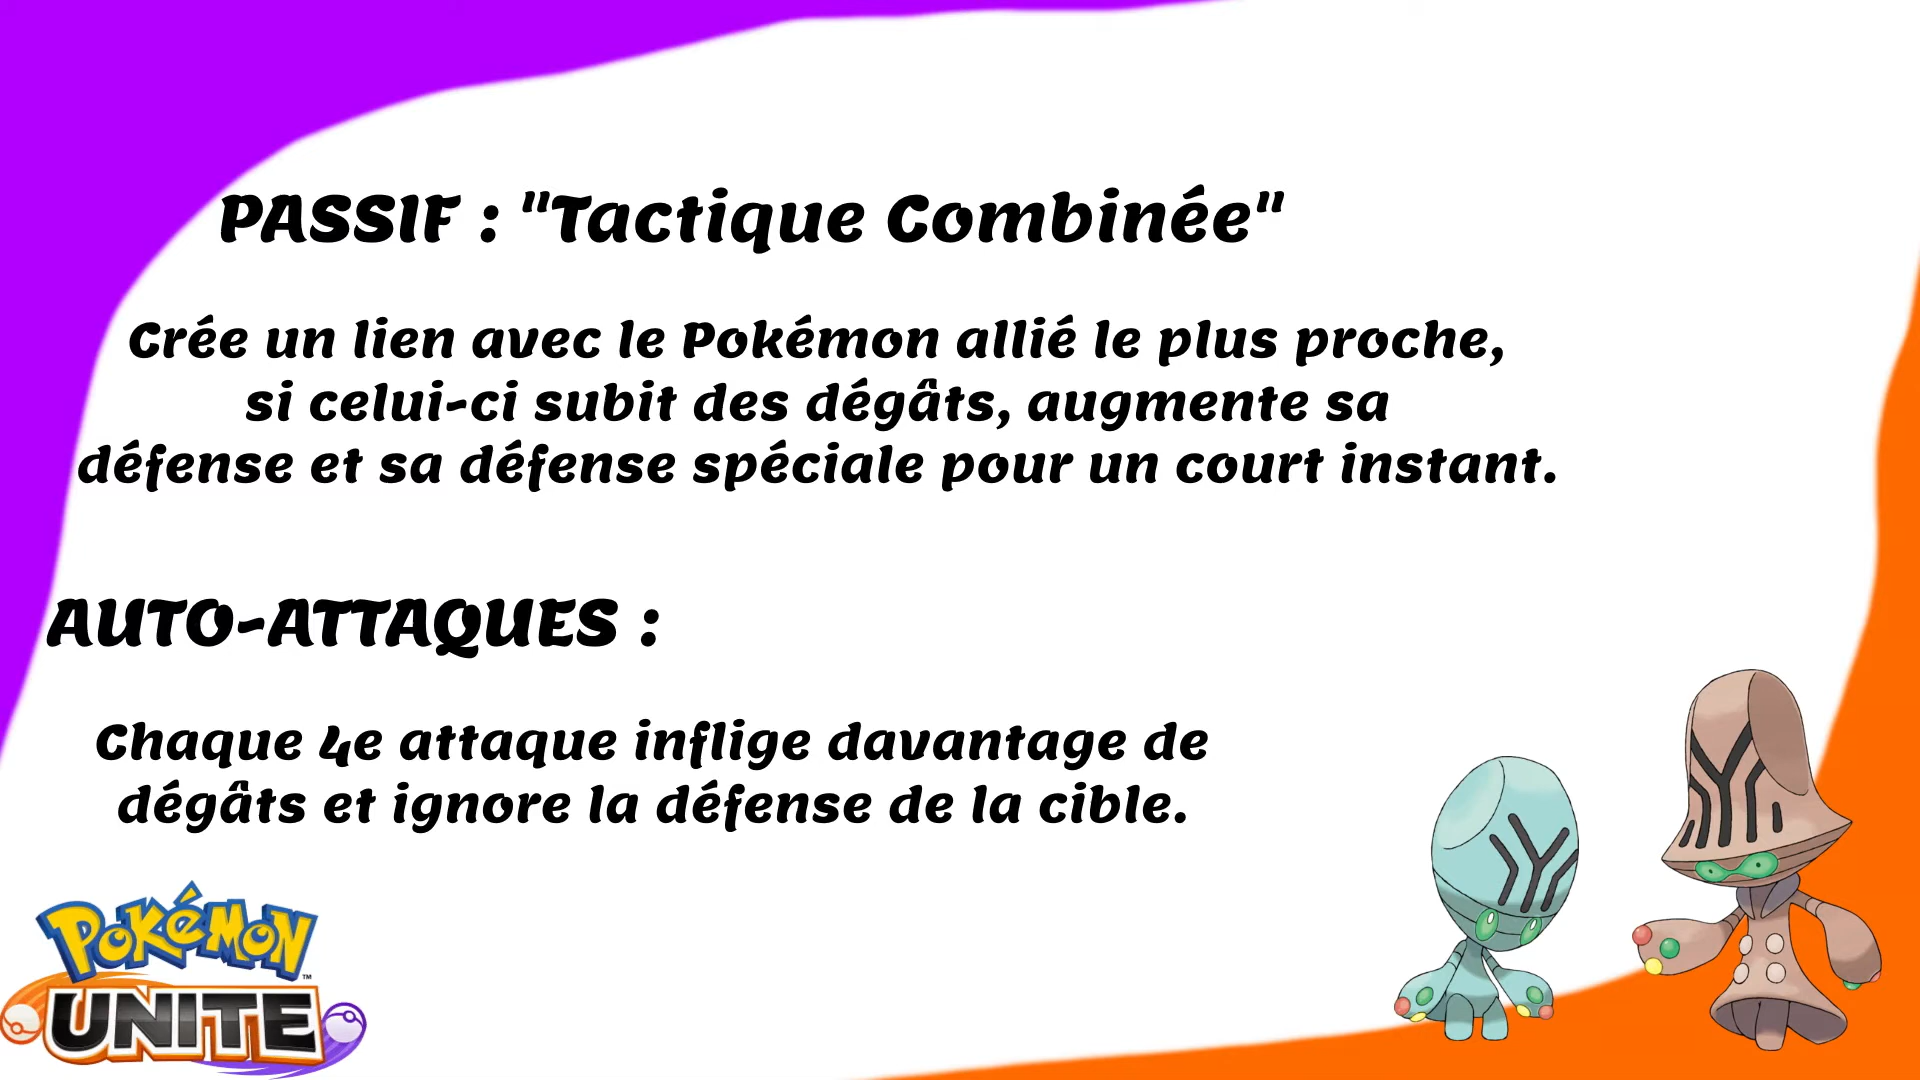 PASSIF : "Tactique Combinée"
Crée un lien avec le Pokémon allié le plus proche,
si celui-ci subit des dégâts, augmente sa
défense et sa défense spéciale pour un court instant.
AUTO-ATTAQUES :
Chaque 4e attaque inflige davantage de
dégâts et ignore la défense de la cible.
POKéMON™
UNITE